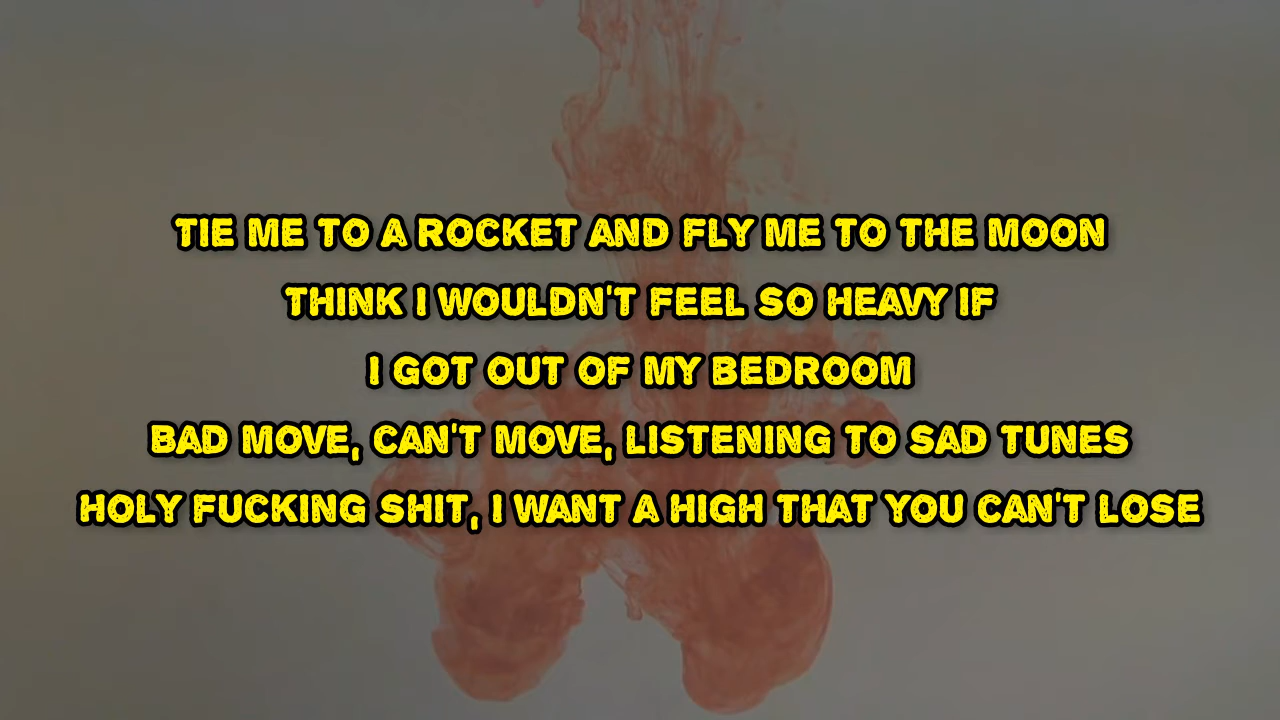 TIE ME TO A ROCKET AND FLY ME TO THE MOON
THINK I WOULDN'T FEEL SO HEAVY IF
I GOT OUT OF MY BEDROOM
BAD MOVE, CAN'T MOVE, LISTENING TO SAD TUNES
HOLY FUCKING SHIT, I WANT A HIGH THAT YOU CAN'T LOSE